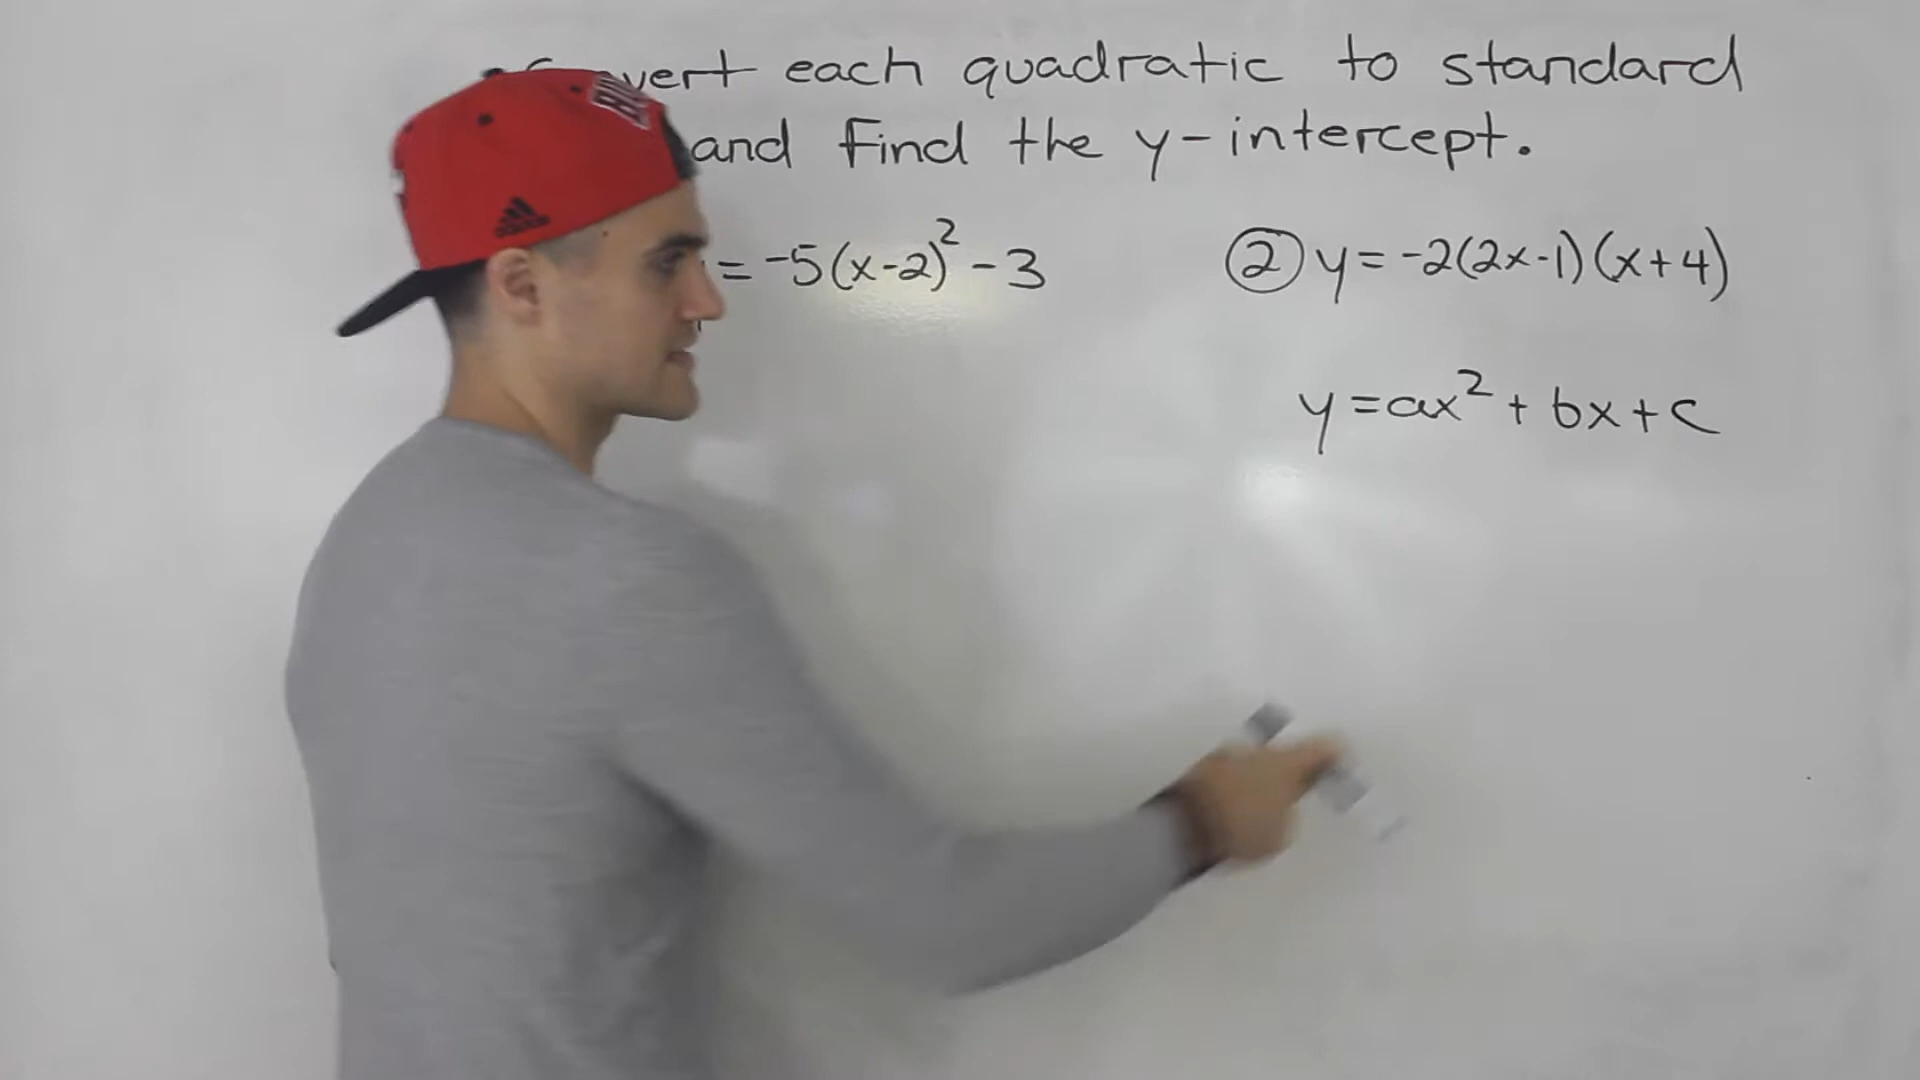 each quadratic to standard
and find the y-intercept.
= -5(x-2)² - 3
② y = -2(2x-1)(x+4)
y = ax² + bx + c